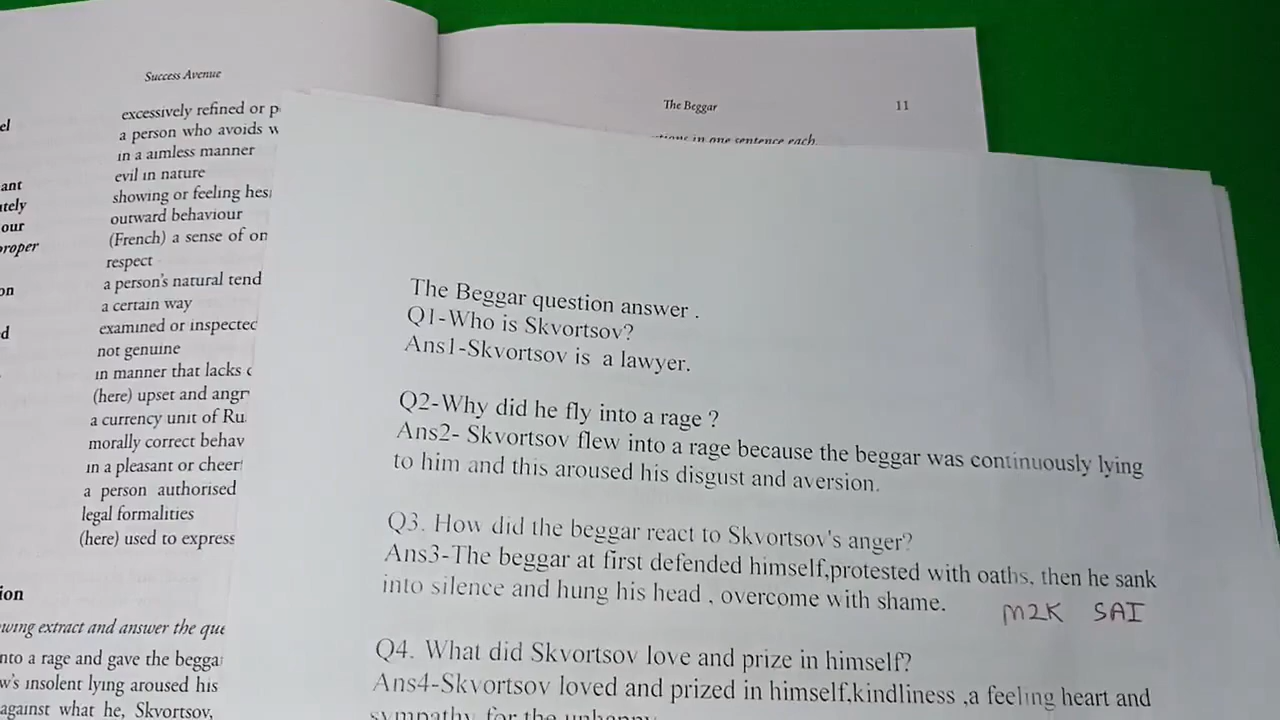 Success Avenue
el
excessively refined or p
a person who avoids w
in a aimless manner
evil in nature
ant
showing or feeling hesi
tely
outward behaviour
our
(French) a sense of on
proper
respect
a person's natural tend
on
a certain way
examined or inspected
d
not genuine
in manner that lacks c
(here) upset and angr
a currency unit of Ru
morally correct behav
in a pleasant or cheer
a person authorised
legal formalities
(here) used to express
ion
wing extract and answer the que
nto a rage and gave the begga
w's insolent lying aroused his
against what he, Skvortsov,
The Beggar 11
in one sentence each.
The Beggar question answer .
Q1-Who is Skvortsov?
Ans1-Skvortsov is a lawyer.
Q2-Why did he fly into a rage ?
Ans2- Skvortsov flew into a rage because the beggar was continuously lying
to him and this aroused his disgust and aversion.
Q3. How did the beggar react to Skvortsov's anger?
Ans3-The beggar at first defended himself,protested with oaths, then he sank
into silence and hung his head , overcome with shame.
M2K SAI
Q4. What did Skvortsov love and prize in himself?
Ans4-Skvortsov loved and prized in himself,kindliness ,a feeling heart and
sympathy for the unhappy